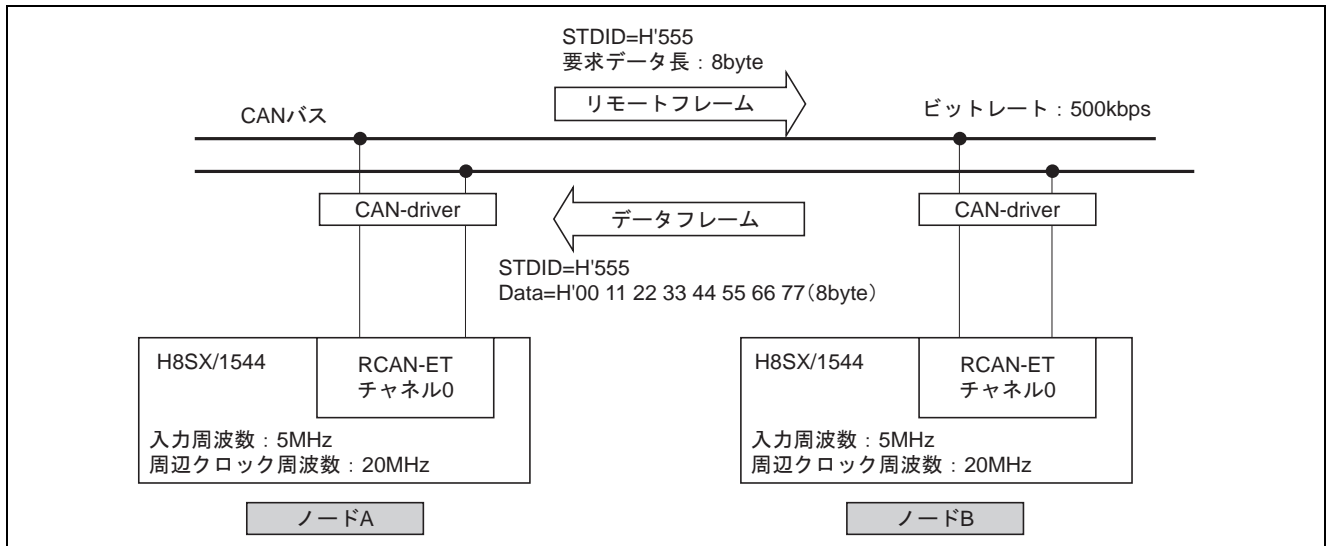 STDID=H'555
要求データ長：8byte
リモートフレーム
CANバス
ビットレート：500kbps
CAN-driver
データフレーム
CAN-driver
STDID=H'555
Data=H'00 11 22 33 44 55 66 77（8byte）
H8SX/1544
RCAN-ET
チャネル0
入力周波数：5MHz
周辺クロック周波数：20MHz
H8SX/1544
RCAN-ET
チャネル0
入力周波数：5MHz
周辺クロック周波数：20MHz
ノードA
ノードB